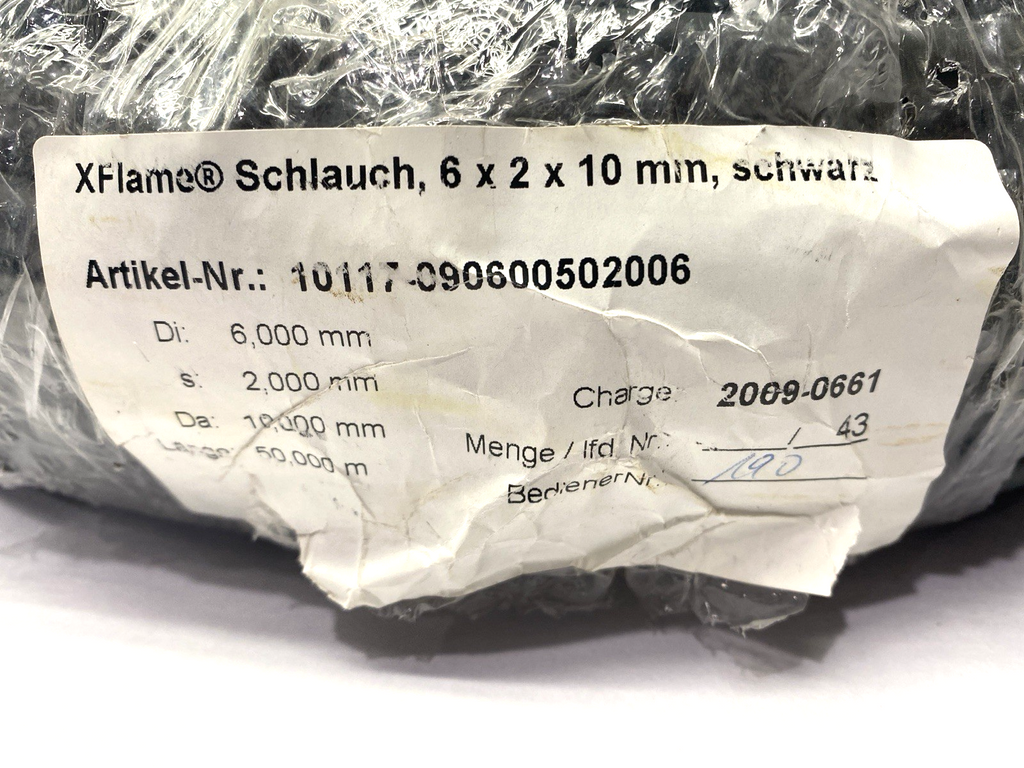 XFlame® Schlauch, 6 x 2 x 10 mm, schwarz
Artikel-Nr.: 10117-090600502006
Di: 6,000 mm
s: 2,000 mm
Da: 10,000 mm
Länge: 50,000 m
Charge: 2009-0661
Menge / lfd. Nr.: / 43
BedienerNr.: 190